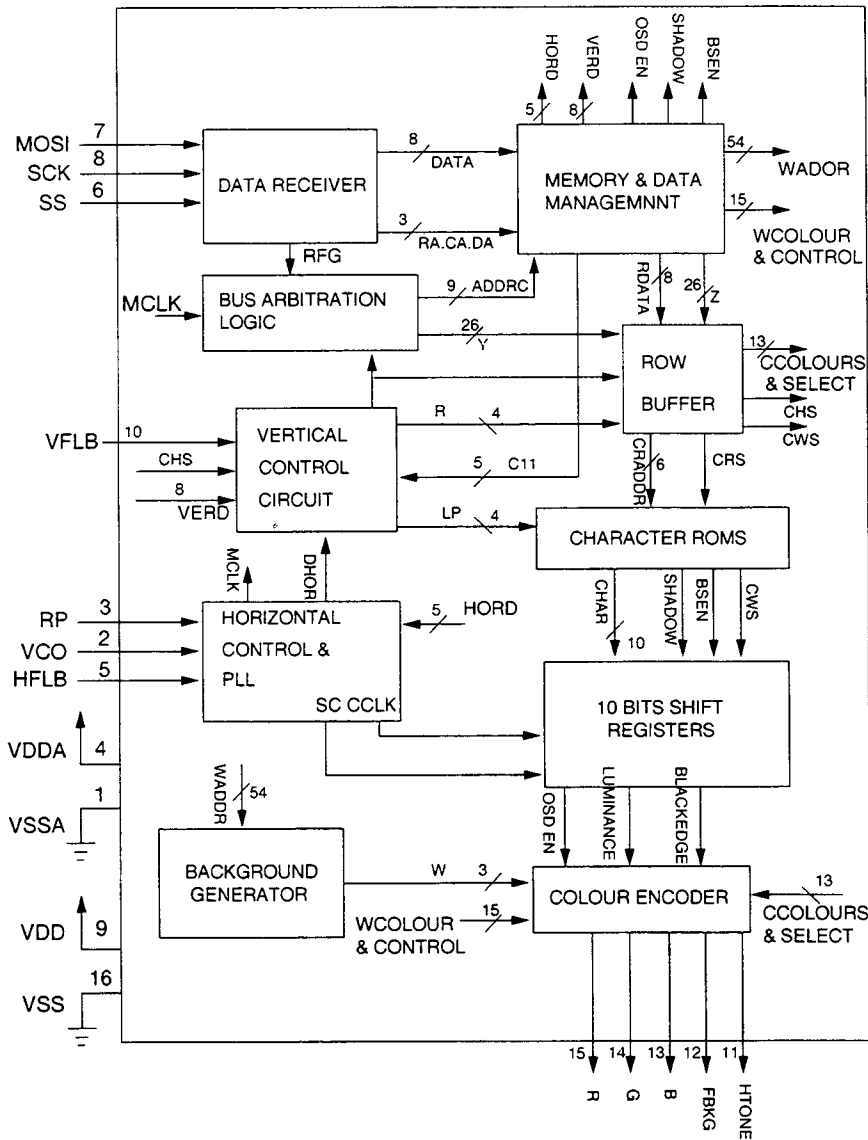 HORD
VERD
OSD EN
SHADOW
BSEN
5
8
MOSI 7
SCK 8
SS 6
DATA RECEIVER
8
DATA
3
RA.CA.DA
MEMORY & DATA
MANAGEMNNT
54
WADOR
15
WCOLOUR
& CONTROL
RFG
MCLK
BUS ARBITRATION
LOGIC
9 ADDRC
26
Y
RDATA
8
26
Z
ROW
BUFFER
13
CCOLOURS
& SELECT
CHS
CWS
VFLB 10
CHS
8
VERD
VERTICAL
CONTROL
CIRCUIT
R 4
5 C11
LP 4
CRADDR
6
CRS
CHARACTER ROMS
MCLK
DHOR
CHAR
10
SHADOW
BSEN
CWS
RP 3
VCO 2
HFLB 5
HORIZONTAL
CONTROL &
PLL
SC CCLK
5 HORD
10 BITS SHIFT
REGISTERS
VDDA 4
VSSA 1
WADDR
54
OSD EN
LUMINANCE
BLACKEDGE
BACKGROUND
GENERATOR
W 3
COLOUR ENCODER
13
CCOLOURS
& SELECT
WCOLOUR
& CONTROL
15
VDD 9
VSS 16
15
14
13
12
11
R
G
B
FBKG
HTONE